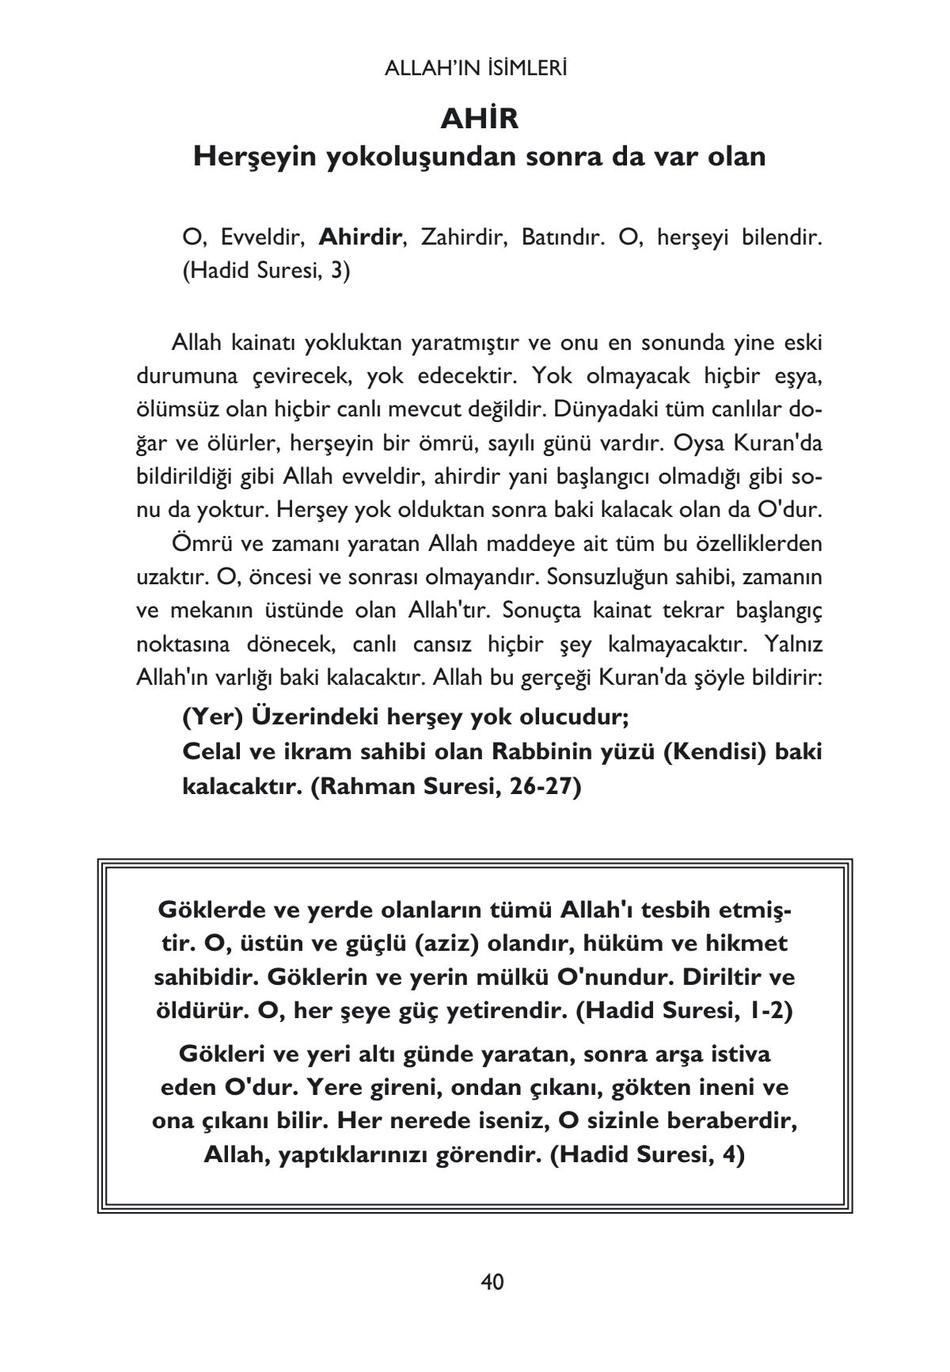 ALLAH’IN İSİMLERİ
AHİR
Herşeyin yokoluşundan sonra da var olan
O, Evveldir, Ahirdir, Zahirdir, Batındır. O, herşeyi bilendir.
(Hadid Suresi, 3)
Allah kainatı yokluktan yaratmıştır ve onu en sonunda yine eski
durumuna çevirecek, yok edecektir. Yok olmayacak hiçbir eşya,
ölümsüz olan hiçbir canlı mevcut değildir. Dünyadaki tüm canlılar do-
ğar ve ölürler, herşeyin bir ömrü, sayılı günü vardır. Oysa Kuran'da
bildirildiği gibi Allah evveldir, ahirdir yani başlangıcı olmadığı gibi so-
nu da yoktur. Herşey yok olduktan sonra baki kalacak olan da O'dur.
Ömrü ve zamanı yaratan Allah maddeye ait tüm bu özelliklerden
uzaktır. O, öncesi ve sonrası olmayandır. Sonsuzluğun sahibi, zamanın
ve mekanın üstünde olan Allah'tır. Sonuçta kainat tekrar başlangıç
noktasına dönecek, canlı cansız hiçbir şey kalmayacaktır. Yalnız
Allah'ın varlığı baki kalacaktır. Allah bu gerçeği Kuran'da şöyle bildirir:
(Yer) Üzerindeki herşey yok olucudur;
Celal ve ikram sahibi olan Rabbinin yüzü (Kendisi) baki
kalacaktır. (Rahman Suresi, 26-27)
Göklerde ve yerde olanların tümü Allah'ı tesbih etmiş-
tir. O, üstün ve güçlü (aziz) olandır, hüküm ve hikmet
sahibidir. Göklerin ve yerin mülkü O'nundur. Diriltir ve
öldürür. O, her şeye güç yetirendir. (Hadid Suresi, 1-2)
Gökleri ve yeri altı günde yaratan, sonra arşa istiva
eden O'dur. Yere gireni, ondan çıkanı, gökten ineni ve
ona çıkanı bilir. Her nerede iseniz, O sizinle beraberdir,
Allah, yaptıklarınızı görendir. (Hadid Suresi, 4)
40